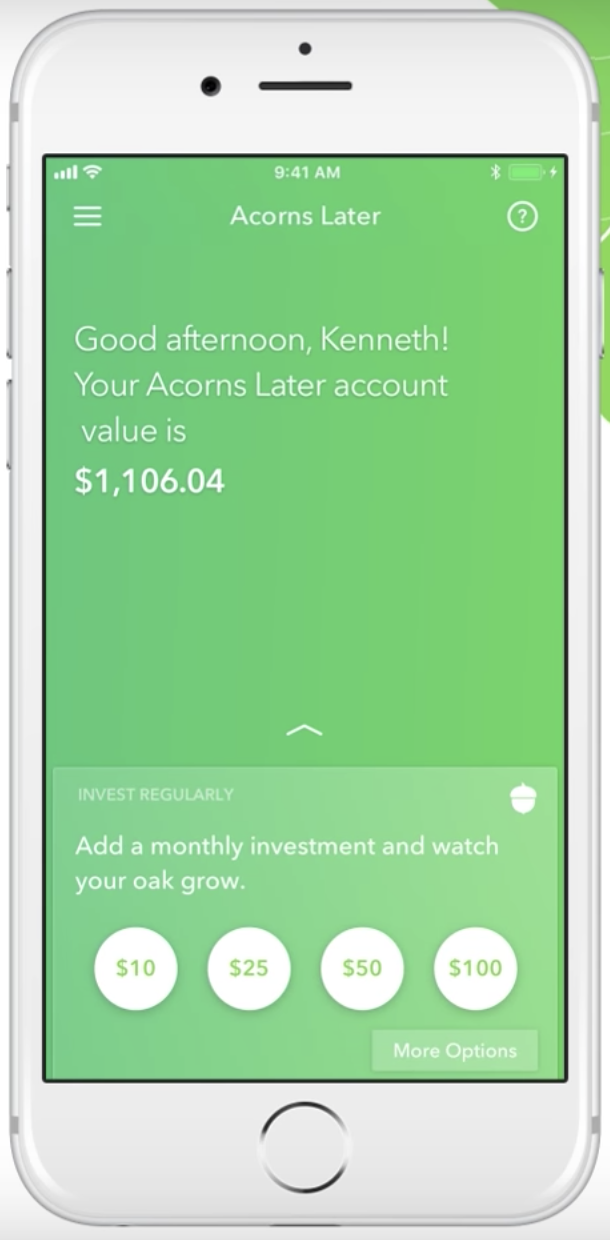 9:41 AM
Acorns Later
?
Good afternoon, Kenneth!
Your Acorns Later account
value is
$1,106.04
INVEST REGULARLY
Add a monthly investment and watch
your oak grow.
$10 $25 $50 $100
More Options